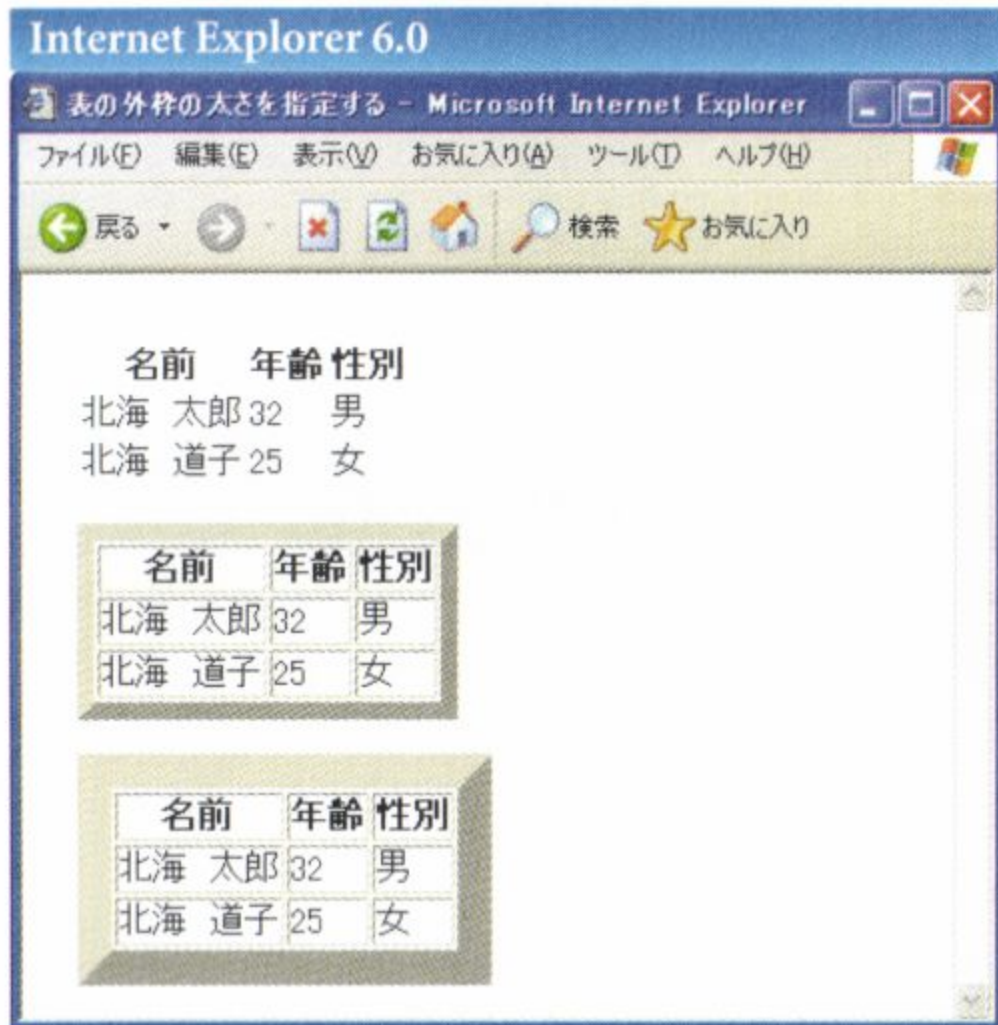 Internet Explorer 6.0
表の外枠の太さを指定する - Microsoft Internet Explorer
ファイル(F) 編集(E) 表示(V) お気に入り(A) ツール(T) ヘルプ(H)
戻る 検索 お気に入り
名前 年齢 性別
北海 太郎 32 男
北海 道子 25 女
名前 年齢 性別
北海 太郎 32 男
北海 道子 25 女
名前 年齢 性別
北海 太郎 32 男
北海 道子 25 女